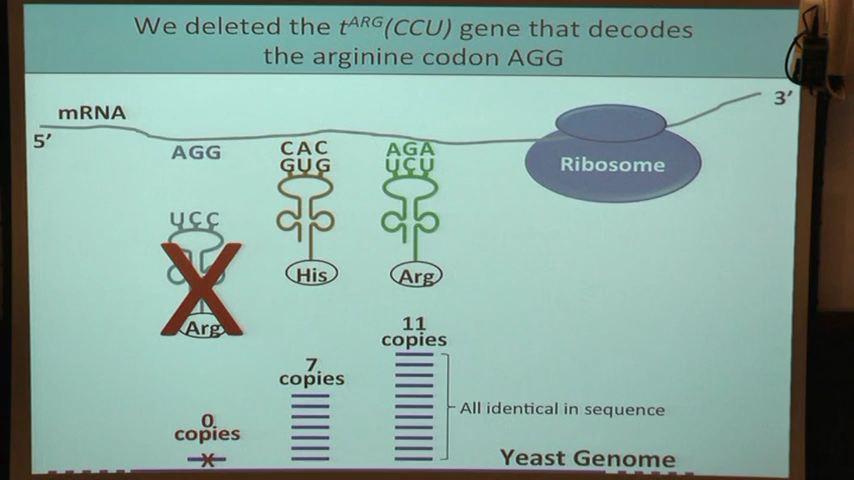 We deleted the tARG(CCU) gene that decodes
the arginine codon AGG
mRNA
3’
5’
AGG
CAC
AGA
GUG
UCU
Ribosome
UCC
His
Arg
Arg
11
copies
7
copies
All identical in sequence
0
copies
X
Yeast Genome